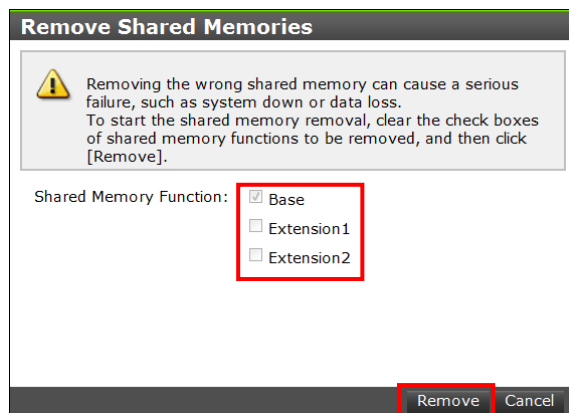 Remove Shared Memories
Removing the wrong shared memory can cause a serious
failure, such as system down or data loss.
To start the shared memory removal, clear the check boxes
of shared memory functions to be removed, and then click
[Remove].
Shared Memory Function: Base
Extension1
Extension2
Remove Cancel